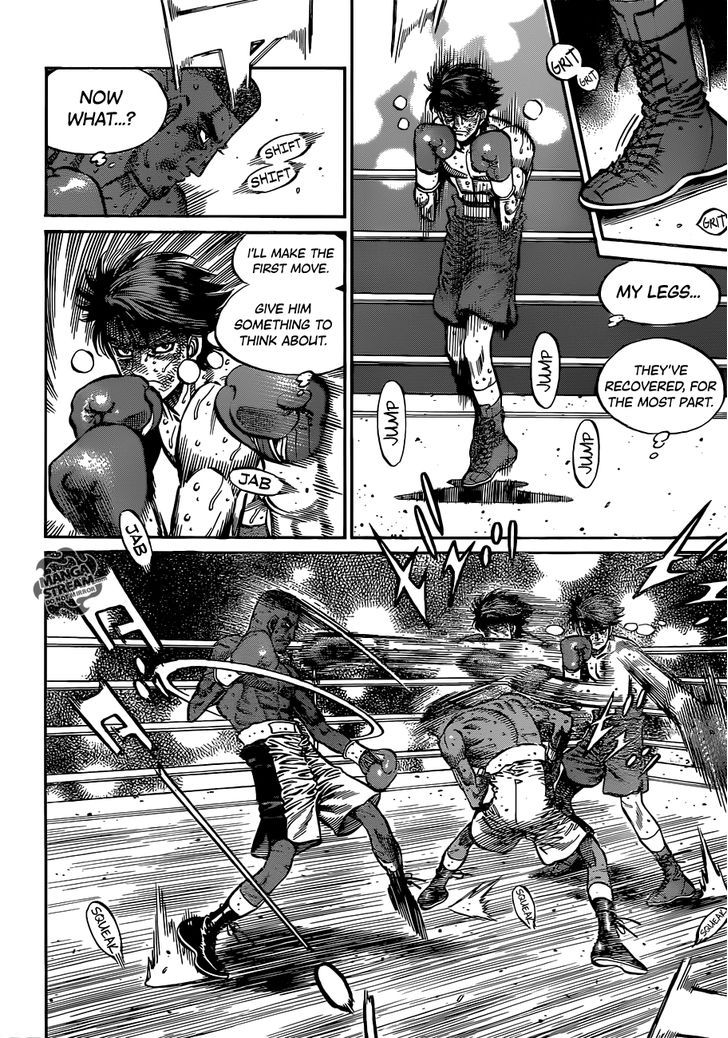 GRIT
GRIT
GRIT
MY LEGS...
THEY'VE
RECOVERED, FOR
THE MOST PART.
JUMP
JUMP
JUMP
NOW
WHAT...?
SHIFT
SHIFT
I'LL MAKE THE
FIRST MOVE.
GIVE HIM
SOMETHING TO
THINK ABOUT.
JAB
JAB
MANGA
STREAM
SQUEAK
SQUEAK
SQUEAK